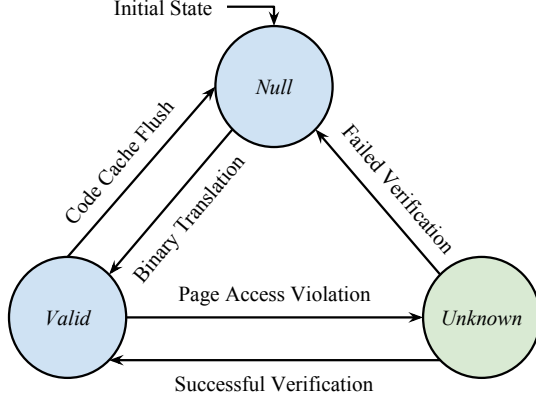 Initial State
Null
Code Cache Flush
Binary Translation
Failed Verification
Valid
Page Access Violation
Unknown
Successful Verification